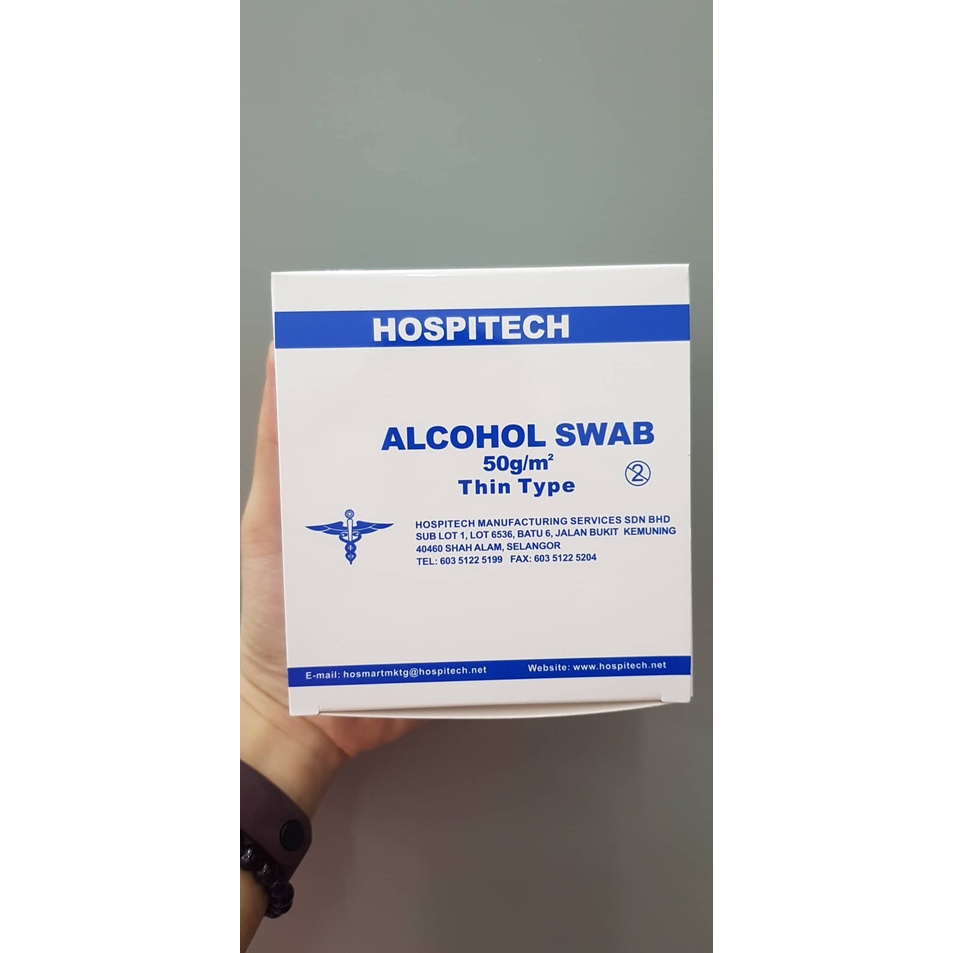 HOSPITECH
ALCOHOL SWAB
50g/m²
2
Thin Type
HOSPITECH MANUFACTURING SERVICES SDN BHD
SUB LOT 1, LOT 6536, BATU 6, JALAN BUKIT KEMUNING
40460 SHAH ALAM, SELANGOR
TEL: 603 5122 5199 FAX: 603 5122 5204
E-mail: hosmartmktg@hospitech.net Website: www.hospitech.net